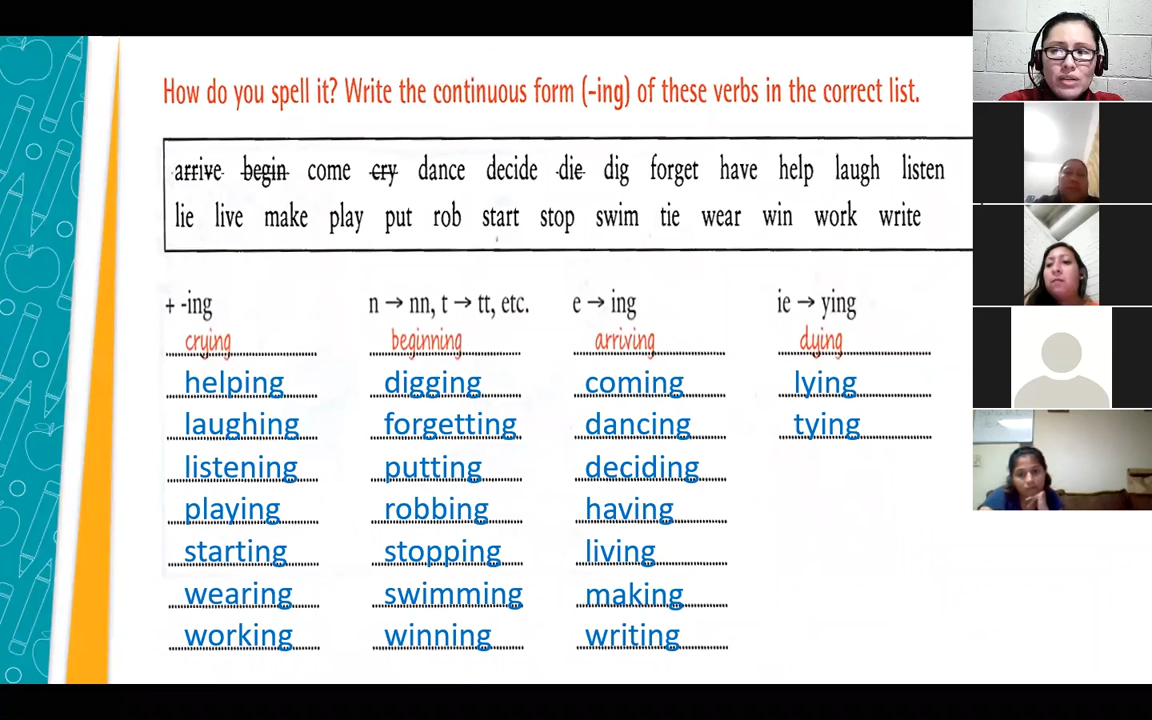 How do you spell it? Write the continuous form (-ing) of these verbs in the correct list.
arrive begin come cry dance decide die dig forget have help laugh listen
lie live make play put rob start stop swim tie wear win work write
+ -ing n → nn, t → tt, etc. e → ing ie → ying
crying beginning arriving dying
helping digging coming lying
laughing forgetting dancing tying
listening putting deciding
playing robbing having
starting stopping living
wearing swimming making
working winning writing